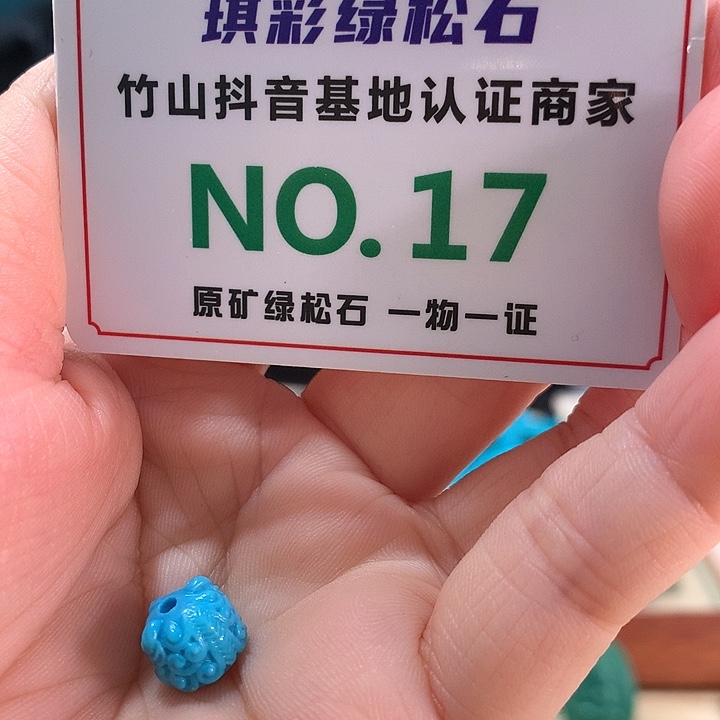 琪彩绿松石
竹山抖音基地认证商家
NO.17
原矿绿松石 一物一证